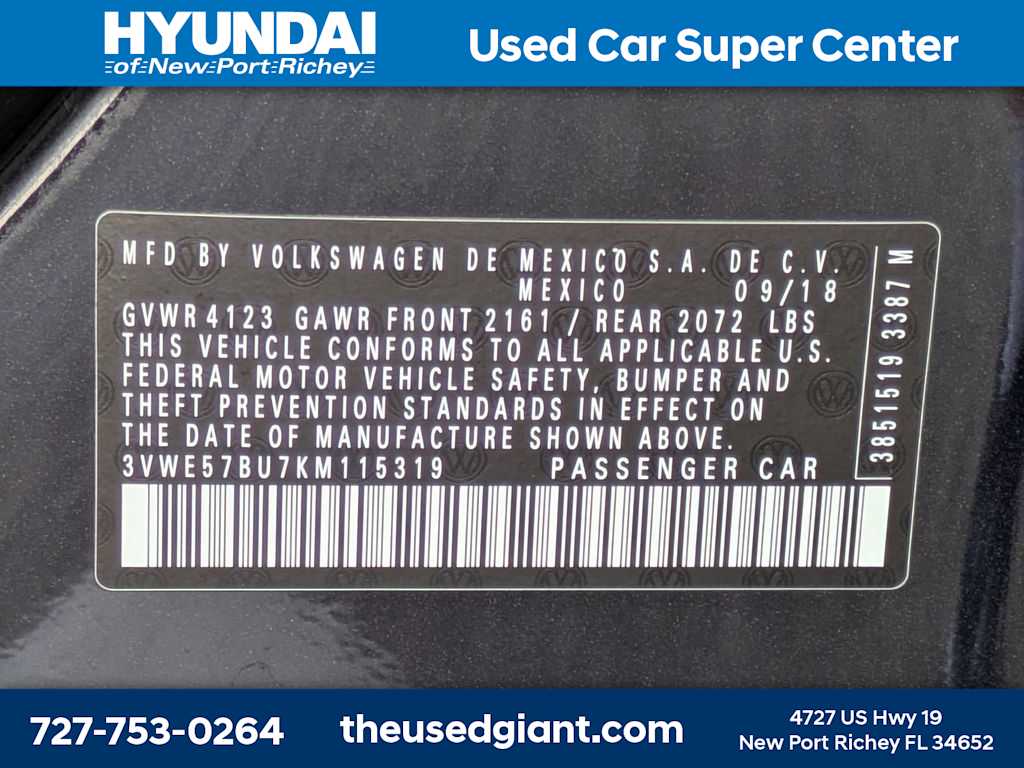 HYUNDAI
of New Port Richey
Used Car Super Center
MFD BY VOLKSWAGEN DE MEXICO S.A. DE C.V.
MEXICO 09/18
GVWR 4123 GAWR FRONT 2161 / REAR 2072 LBS
THIS VEHICLE CONFORMS TO ALL APPLICABLE U.S.
FEDERAL MOTOR VEHICLE SAFETY, BUMPER AND
THEFT PREVENTION STANDARDS IN EFFECT ON
THE DATE OF MANUFACTURE SHOWN ABOVE.
3VWE57BU7KM115319 PASSENGER CAR
3851519 3387 M
727-753-0264
theusedgiant.com
4727 US Hwy 19
New Port Richey FL 34652